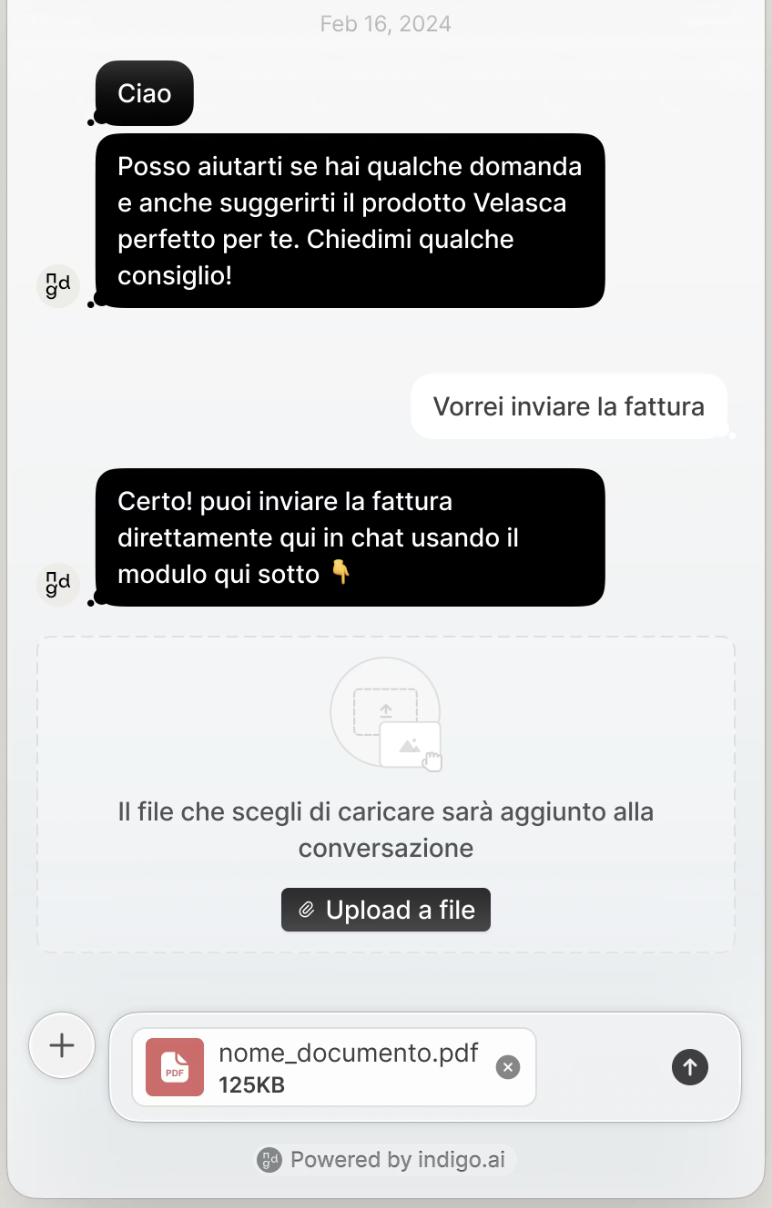 Feb 16, 2024
Ciao
Posso aiutarti se hai qualche domanda
e anche suggerirti il prodotto Velasca
perfetto per te. Chiedimi qualche
consiglio!
ngd
Vorrei inviare la fattura
Certo! puoi inviare la fattura
direttamente qui in chat usando il
modulo qui sotto 👇
ngd
Il file che scegli di caricare sarà aggiunto alla
conversazione
Upload a file
nome_documento.pdf
PDF
125KB
ngd Powered by indigo.ai